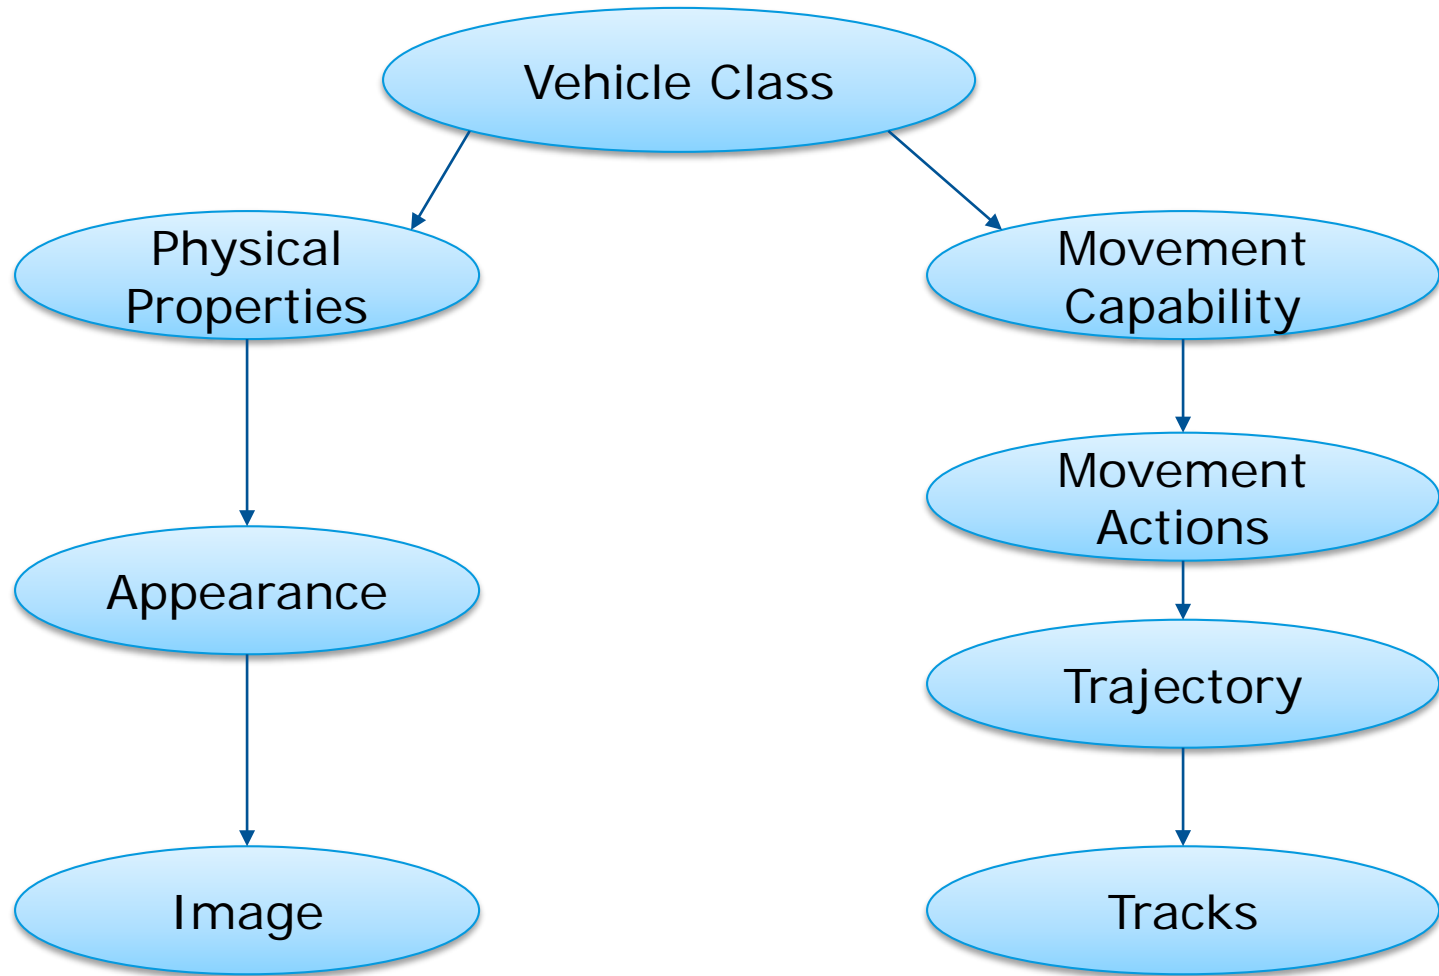 Vehicle Class
Physical
Properties
Movement
Capability
Movement
Actions
Appearance
Trajectory
Image
Tracks